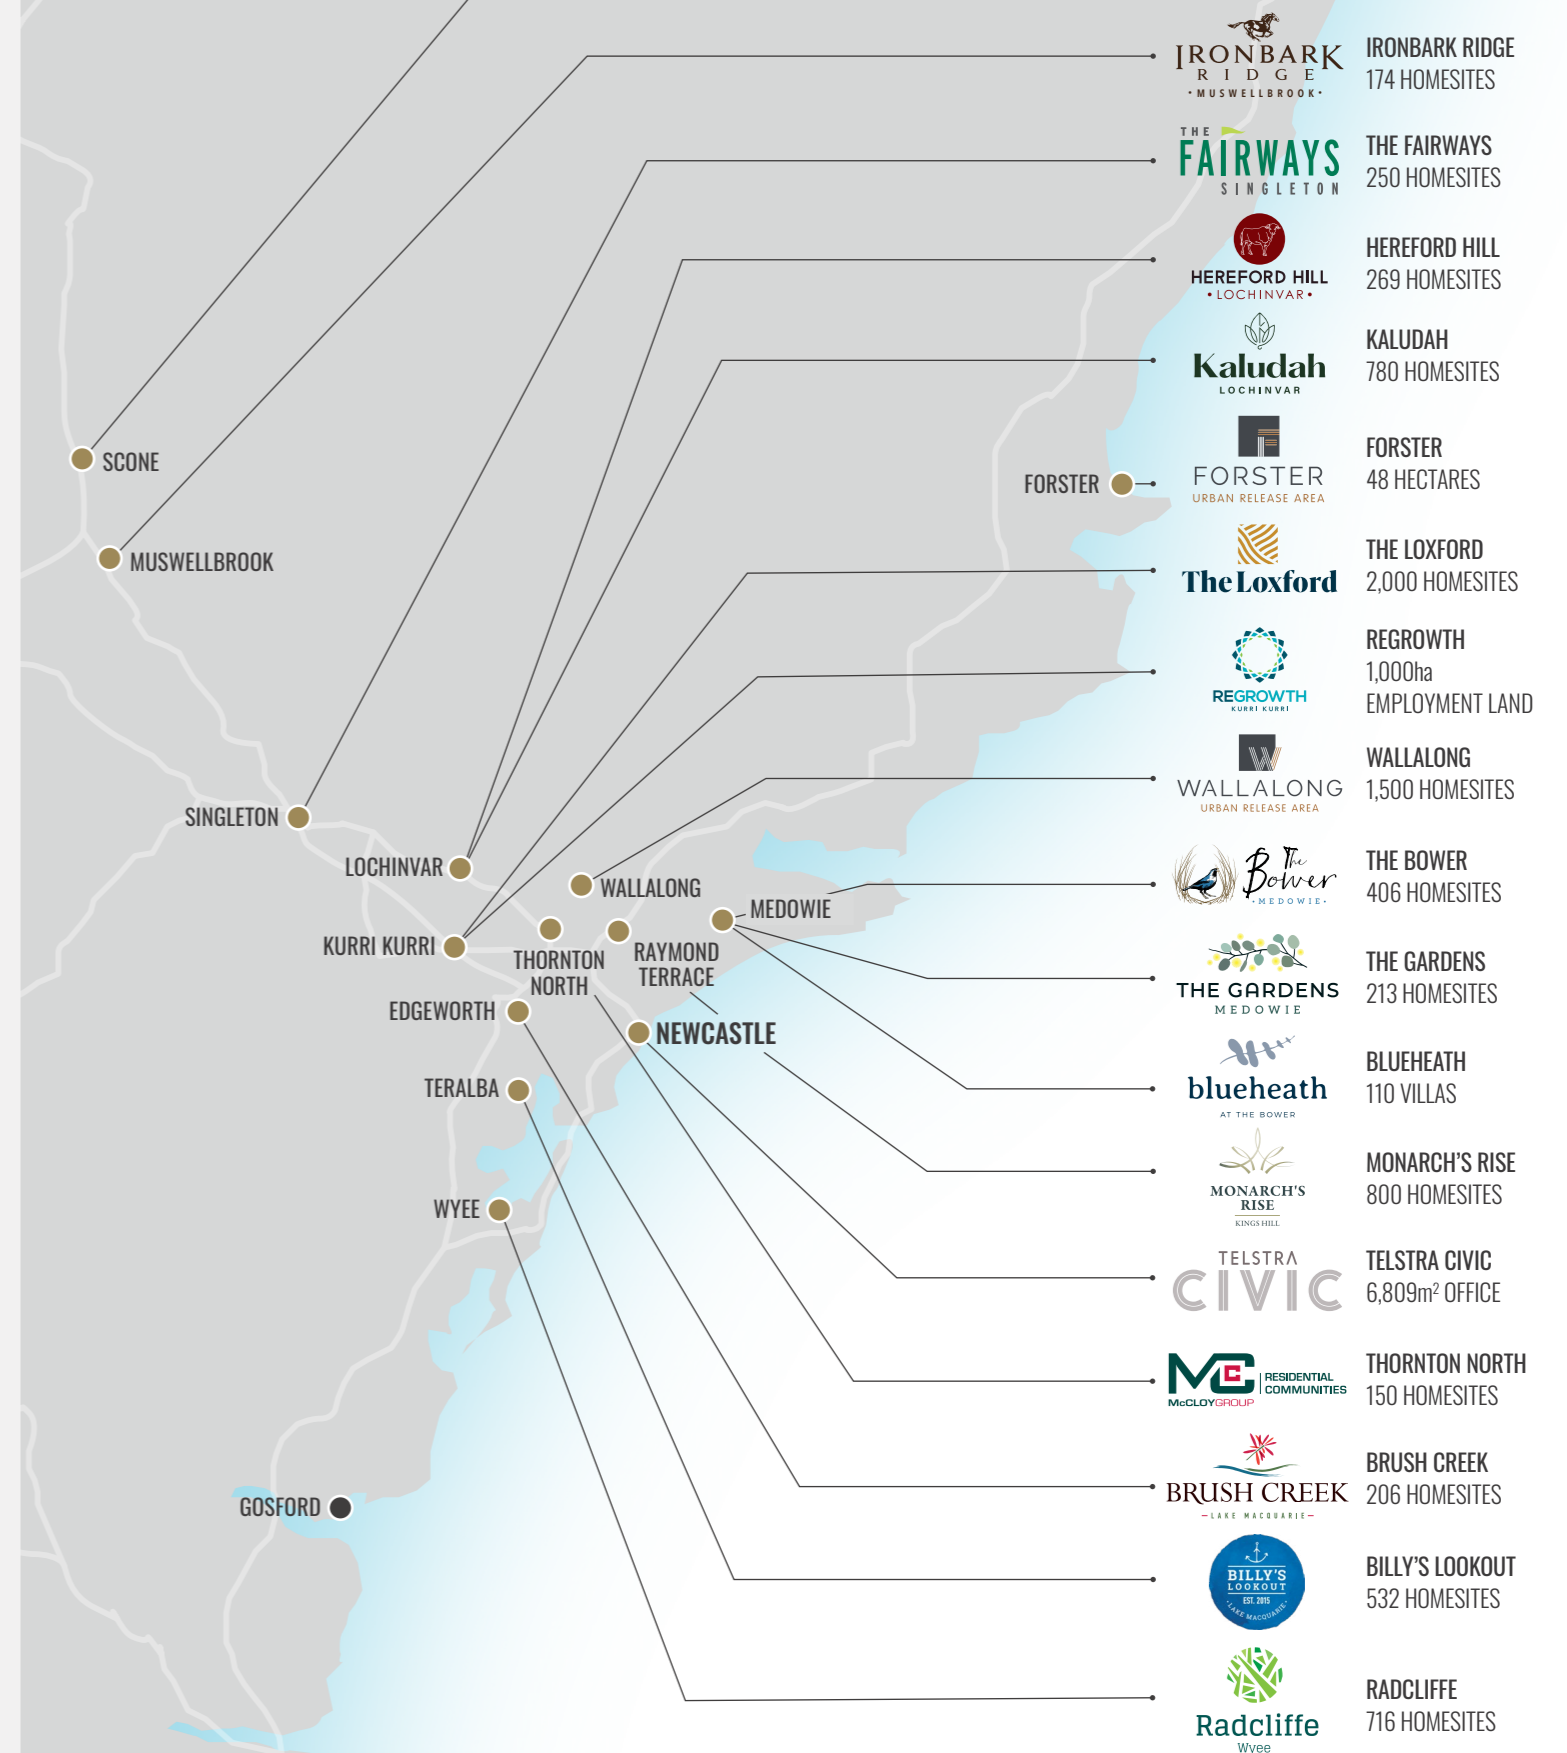 IRONBARK
RIDGE
• MUSWELLBROOK •
IRONBARK RIDGE
174 HOMESITES
THE
FAIRWAYS
SINGLETON
THE FAIRWAYS
250 HOMESITES
HEREFORD HILL
• LOCHINVAR •
HEREFORD HILL
269 HOMESITES
Kaludah
LOCHINVAR
KALUDAH
780 HOMESITES
SCONE
FORSTER
FORSTER
URBAN RELEASE AREA
FORSTER
48 HECTARES
MUSWELLBROOK
The Loxford
THE LOXFORD
2,000 HOMESITES
REGROWTH
KURRI KURRI
REGROWTH
1,000ha
EMPLOYMENT LAND
W
WALLALONG
URBAN RELEASE AREA
WALLALONG
1,500 HOMESITES
SINGLETON
LOCHINVAR
WALLALONG
The
Bower
• MEDOWIE •
THE BOWER
406 HOMESITES
MEDOWIE
KURRI KURRI
THORNTON
NORTH
RAYMOND
TERRACE
THE GARDENS
MEDOWIE
THE GARDENS
213 HOMESITES
EDGEWORTH
NEWCASTLE
blueheath
AT THE BOWER
BLUEHEATH
110 VILLAS
TERALBA
MONARCH'S
RISE
KINGS HILL
MONARCH'S RISE
800 HOMESITES
WYEE
TELSTRA
CIVIC
TELSTRA CIVIC
6,809m² OFFICE
MC
McCLOYGROUP
RESIDENTIAL
COMMUNITIES
THORNTON NORTH
150 HOMESITES
BRUSH CREEK
– LAKE MACQUARIE –
BRUSH CREEK
206 HOMESITES
GOSFORD
BILLY'S
LOOKOUT
EST. 2015
• LAKE MACQUARIE •
BILLY'S LOOKOUT
532 HOMESITES
Radcliffe
Wyee
RADCLIFFE
716 HOMESITES